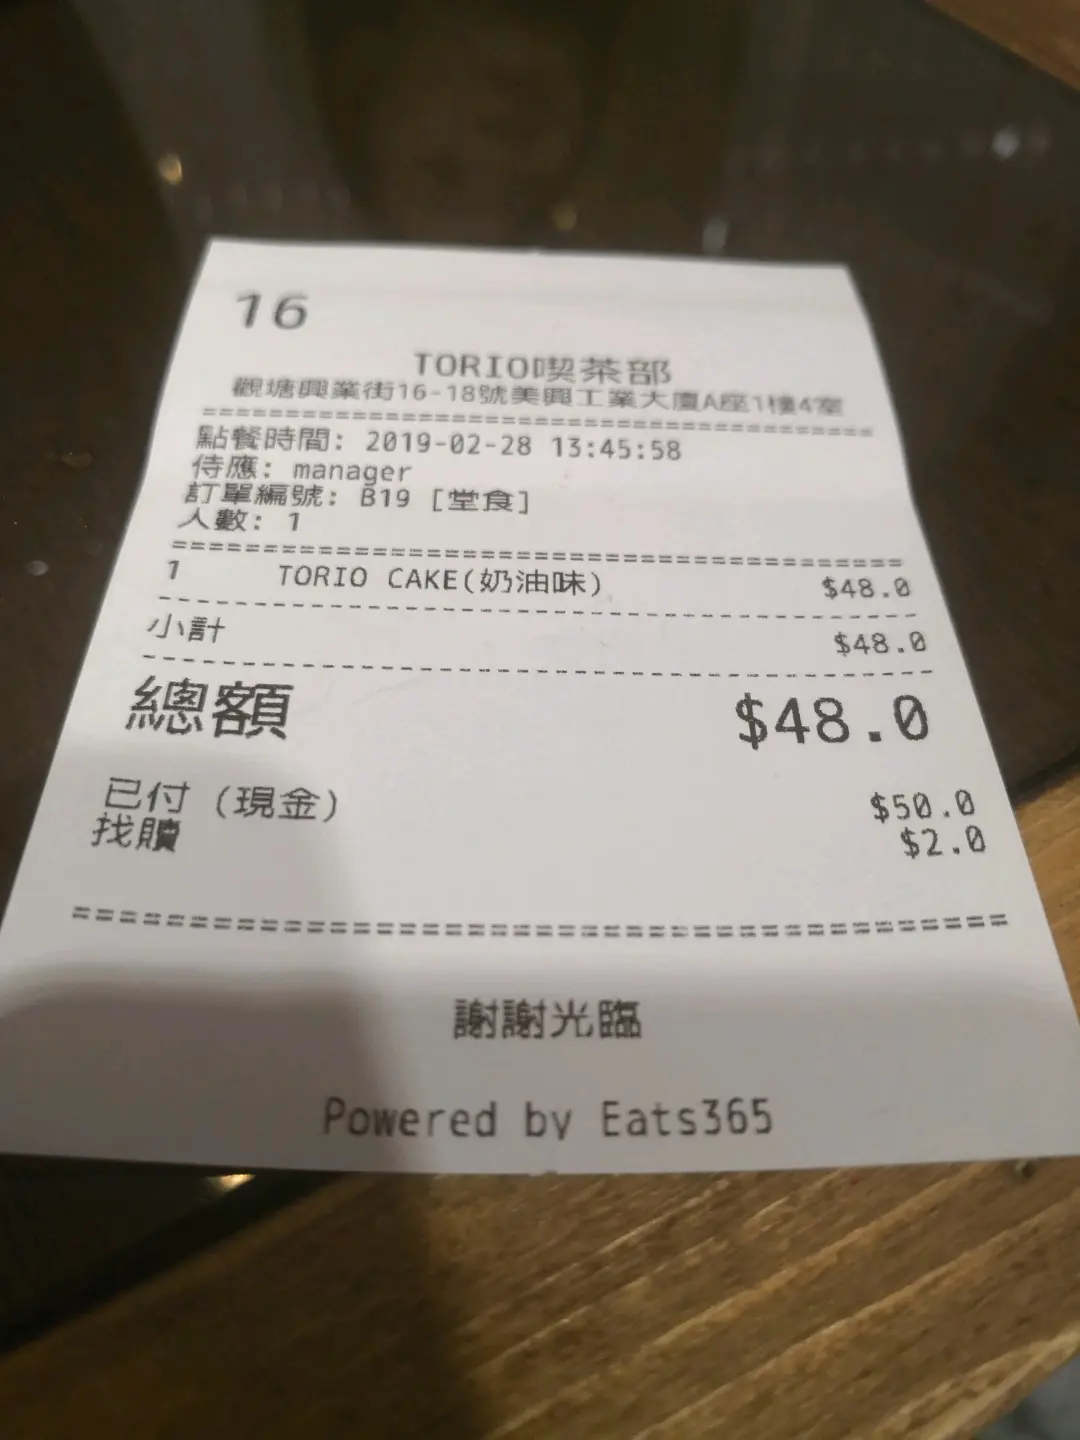 16
TORIO喫茶部
觀塘興業街16-18號美興工業大廈A座1樓4室
點餐時間: 2019-02-28 13:45:58
侍應: manager
訂單編號: B19 [堂食]
人數: 1
1 TORIO CAKE(奶油味) $48.0
小計 $48.0
總額 $48.0
已付 (現金) $50.0
找贖 $2.0
謝謝光臨
Powered by Eats365